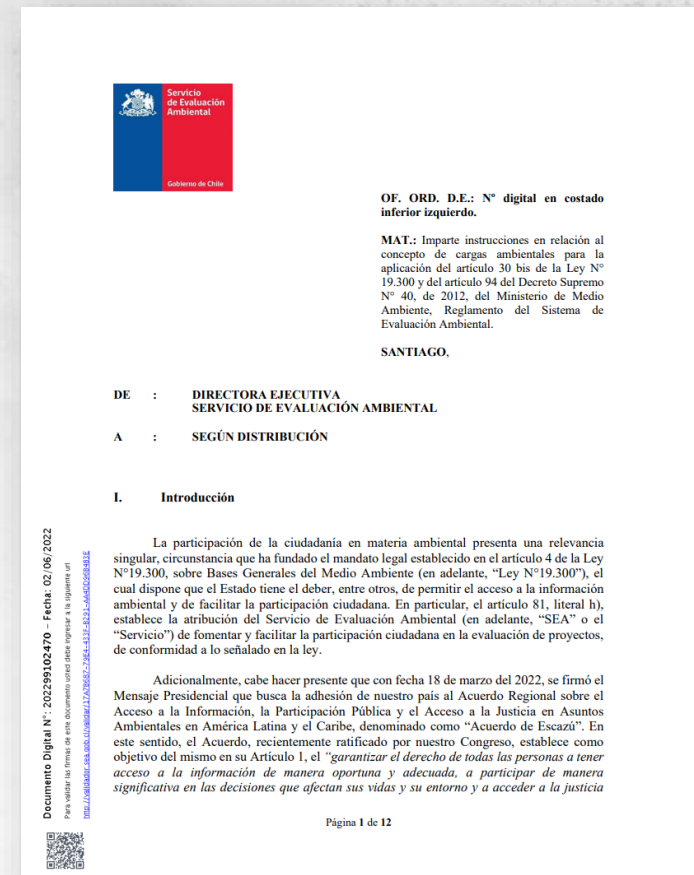 Servicio
de Evaluación
Ambiental
Gobierno de Chile
OF. ORD. D.E.: Nº digital en costado
inferior izquierdo.
MAT.: Imparte instrucciones en relación al
concepto de cargas ambientales para la
aplicación del artículo 30 bis de la Ley N°
19.300 y del artículo 94 del Decreto Supremo
N° 40, de 2012, del Ministerio de Medio
Ambiente, Reglamento del Sistema de
Evaluación Ambiental.
SANTIAGO,
DE : DIRECTORA EJECUTIVA
SERVICIO DE EVALUACIÓN AMBIENTAL
A : SEGÚN DISTRIBUCIÓN
I. Introducción
La participación de la ciudadanía en materia ambiental presenta una relevancia
singular, circunstancia que ha fundado el mandato legal establecido en el artículo 4 de la Ley
N°19.300, sobre Bases Generales del Medio Ambiente (en adelante, “Ley N°19.300”), el
cual dispone que el Estado tiene el deber, entre otros, de permitir el acceso a la información
ambiental y de facilitar la participación ciudadana. En particular, el artículo 81, literal h),
establece la atribución del Servicio de Evaluación Ambiental (en adelante, “SEA” o el
“Servicio”) de fomentar y facilitar la participación ciudadana en la evaluación de proyectos,
de conformidad a lo señalado en la ley.
Adicionalmente, cabe hacer presente que con fecha 18 de marzo del 2022, se firmó el
Mensaje Presidencial que busca la adhesión de nuestro país al Acuerdo Regional sobre el
Acceso a la Información, la Participación Pública y el Acceso a la Justicia en Asuntos
Ambientales en América Latina y el Caribe, denominado como “Acuerdo de Escazú”. En
este sentido, el Acuerdo, recientemente ratificado por nuestro Congreso, establece como
objetivo del mismo en su Artículo 1, el “garantizar el derecho de todas las personas a tener
acceso a la información de manera oportuna y adecuada, a participar de manera
significativa en las decisiones que afectan sus vidas y su entorno y a acceder a la justicia
Página 1 de 12
Documento Digital N°: 202299102470 – Fecha: 02/06/2022
Para validar las firmas de este documento usted debe ingresar a la siguiente url